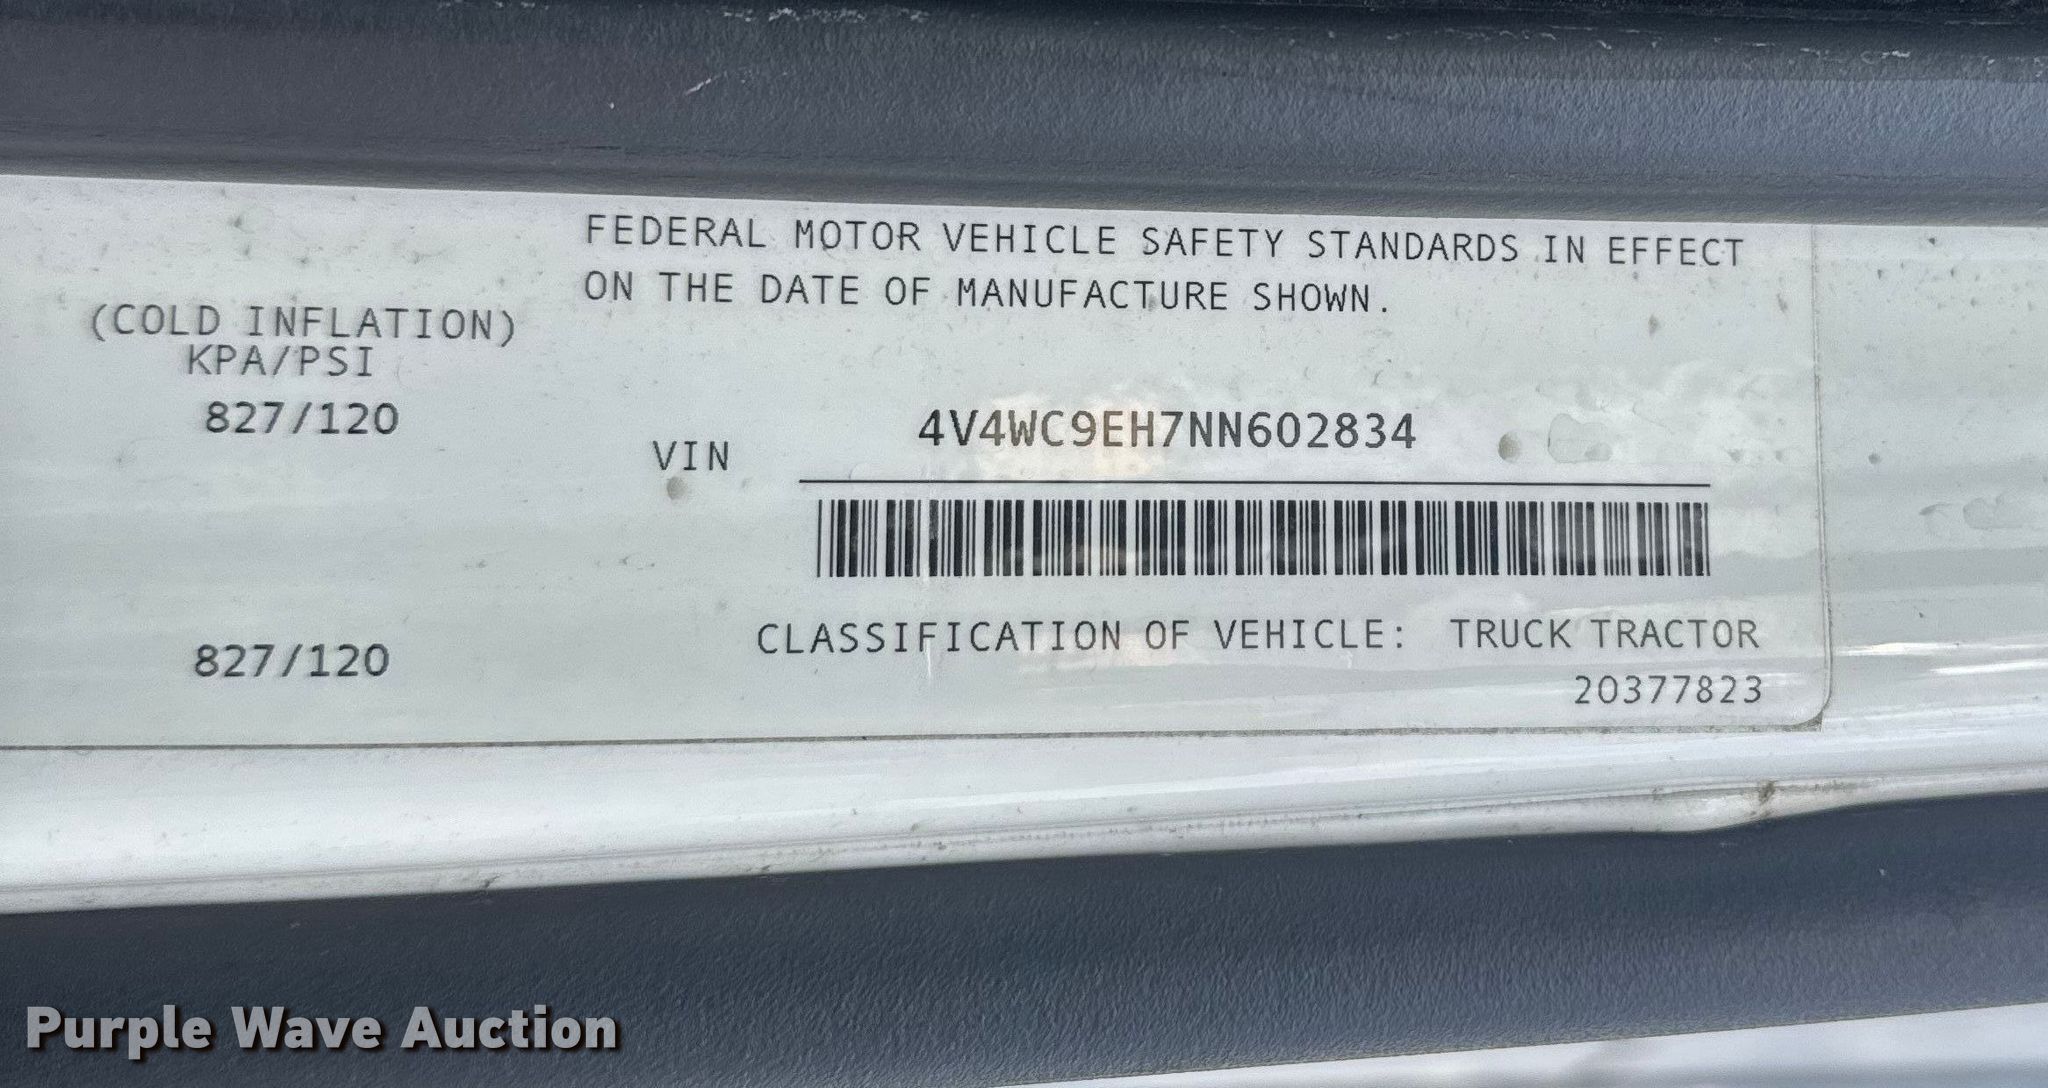 FEDERAL MOTOR VEHICLE SAFETY STANDARDS IN EFFECT
ON THE DATE OF MANUFACTURE SHOWN.
(COLD INFLATION)
KPA/PSI
827/120
VIN 4V4WC9EH7NN602834
827/120
CLASSIFICATION OF VEHICLE: TRUCK TRACTOR
20377823
Purple Wave Auction